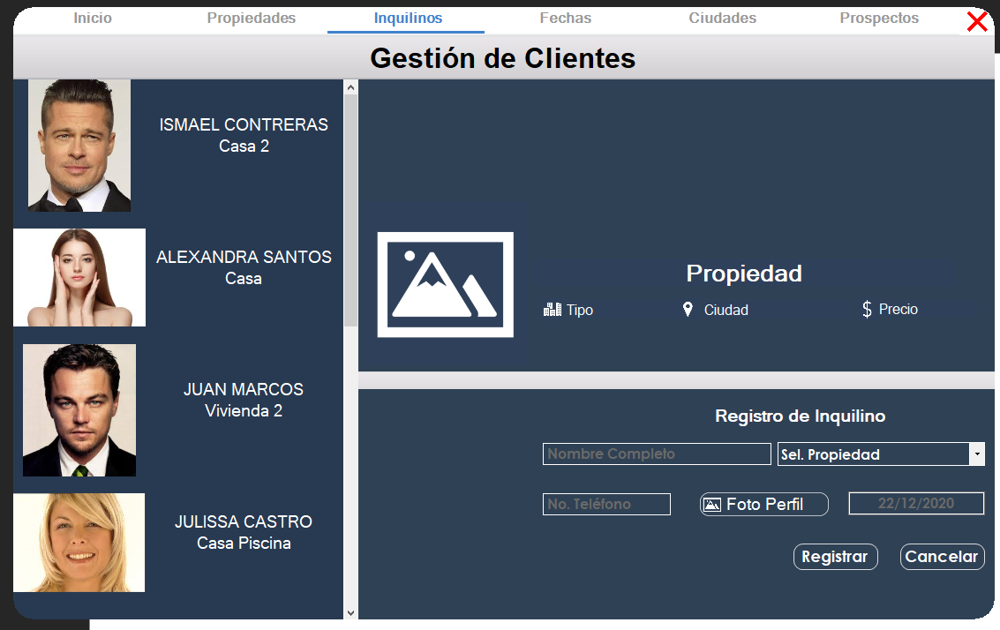 Inicio
Propiedades
Inquilinos
Fechas
Ciudades
Prospectos
Gestión de Clientes
ISMAEL CONTRERAS
Casa 2
ALEXANDRA SANTOS
Casa
JUAN MARCOS
Vivienda 2
JULISSA CASTRO
Casa Piscina
Propiedad
Tipo
Ciudad
$ Precio
Registro de Inquilino
Nombre Completo
Sel. Propiedad
No. Teléfono
Foto Perfil
22/12/2020
Registrar
Cancelar